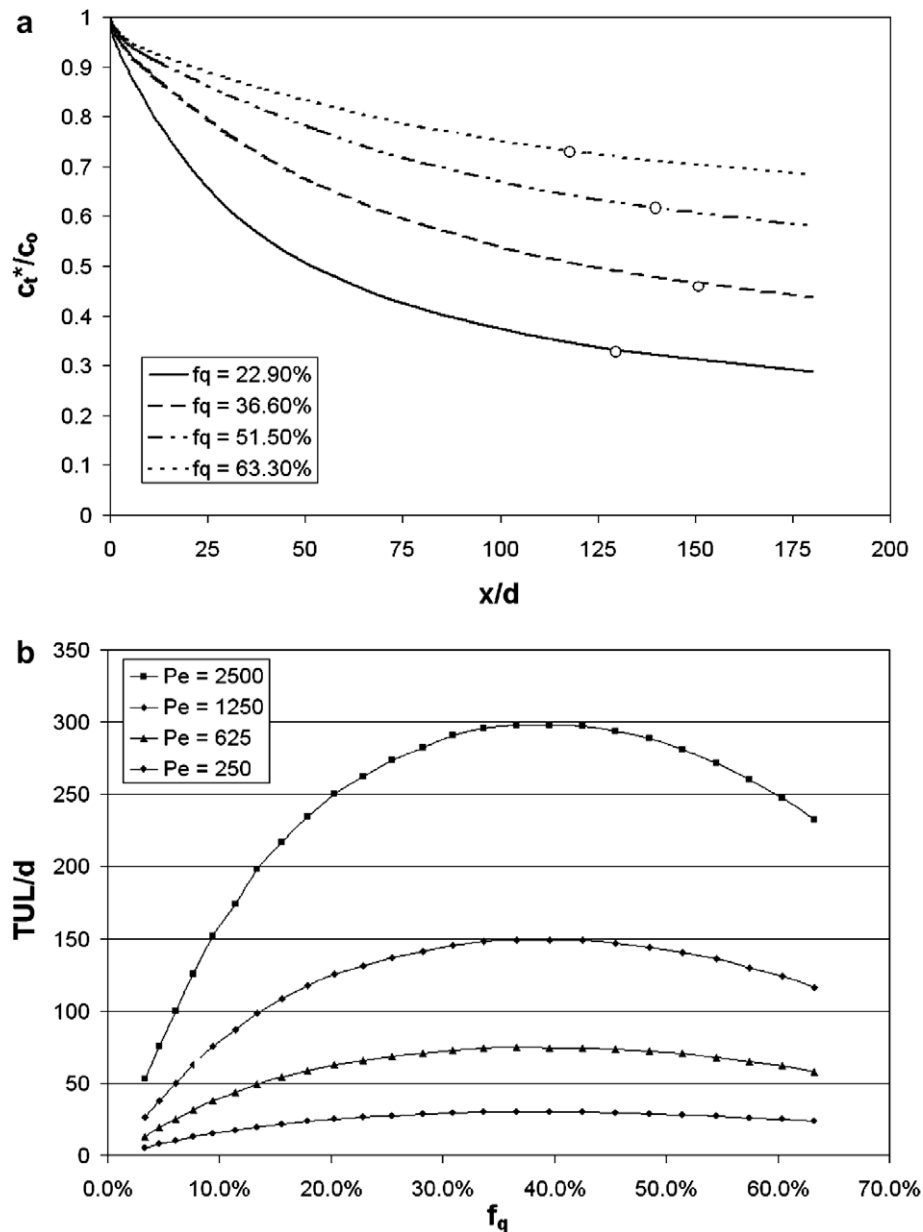 a
1
0.9
0.8
0.7
0.6
0.5
0.4
0.3
0.2
0.1
0
ct*/co
fq = 22.90%
fq = 36.60%
fq = 51.50%
fq = 63.30%
0 25 50 75 100 125 150 175 200
x/d
b
350
300
250
200
150
100
50
0
TUL/d
Pe = 2500
Pe = 1250
Pe = 625
Pe = 250
0.0% 10.0% 20.0% 30.0% 40.0% 50.0% 60.0% 70.0%
fq